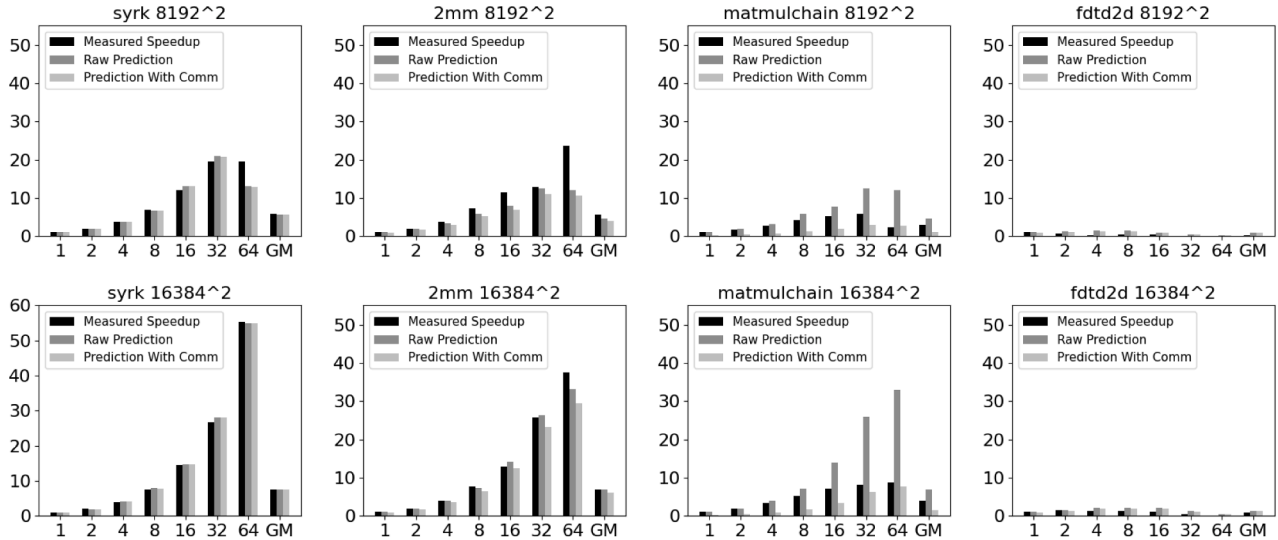 syrk 8192^2
50
40
30
20
10
0
Measured Speedup
Raw Prediction
Prediction With Comm
1 2 4 8 16 32 64 GM
2mm 8192^2
50
40
30
20
10
0
Measured Speedup
Raw Prediction
Prediction With Comm
1 2 4 8 16 32 64 GM
matmulchain 8192^2
50
40
30
20
10
0
Measured Speedup
Raw Prediction
Prediction With Comm
1 2 4 8 16 32 64 GM
fdtd2d 8192^2
50
40
30
20
10
0
Measured Speedup
Raw Prediction
Prediction With Comm
1 2 4 8 16 32 64 GM
syrk 16384^2
60
50
40
30
20
10
0
Measured Speedup
Raw Prediction
Prediction With Comm
1 2 4 8 16 32 64 GM
2mm 16384^2
50
40
30
20
10
0
Measured Speedup
Raw Prediction
Prediction With Comm
1 2 4 8 16 32 64 GM
matmulchain 16384^2
50
40
30
20
10
0
Measured Speedup
Raw Prediction
Prediction With Comm
1 2 4 8 16 32 64 GM
fdtd2d 16384^2
50
40
30
20
10
0
Measured Speedup
Raw Prediction
Prediction With Comm
1 2 4 8 16 32 64 GM